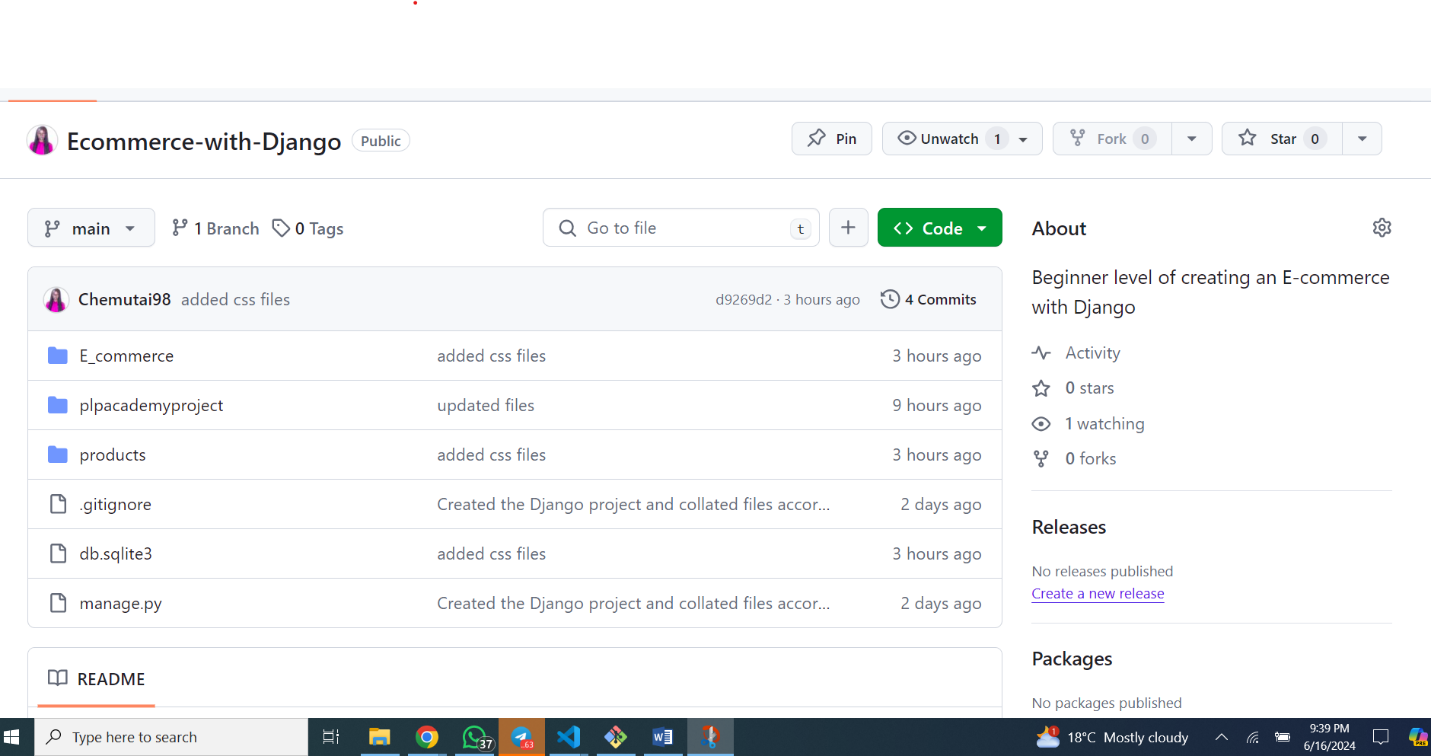 Ecommerce-with-Django Public Pin Unwatch 1 Fork 0 Star 0
main 1 Branch 0 Tags Go to file t Code
Chemutai98 added css files d9269d2 · 3 hours ago 4 Commits
E_commerce added css files 3 hours ago
plpacademyproject updated files 9 hours ago
products added css files 3 hours ago
.gitignore Created the Django project and collated files accor... 2 days ago
db.sqlite3 added css files 3 hours ago
manage.py Created the Django project and collated files accor... 2 days ago
README
About
Beginner level of creating an E-commerce
with Django
Activity
0 stars
1 watching
0 forks
Releases
No releases published
Create a new release
Packages
No packages published
Type here to search 37 63 1 18°C Mostly cloudy 9:39 PM
6/16/2024
PRE